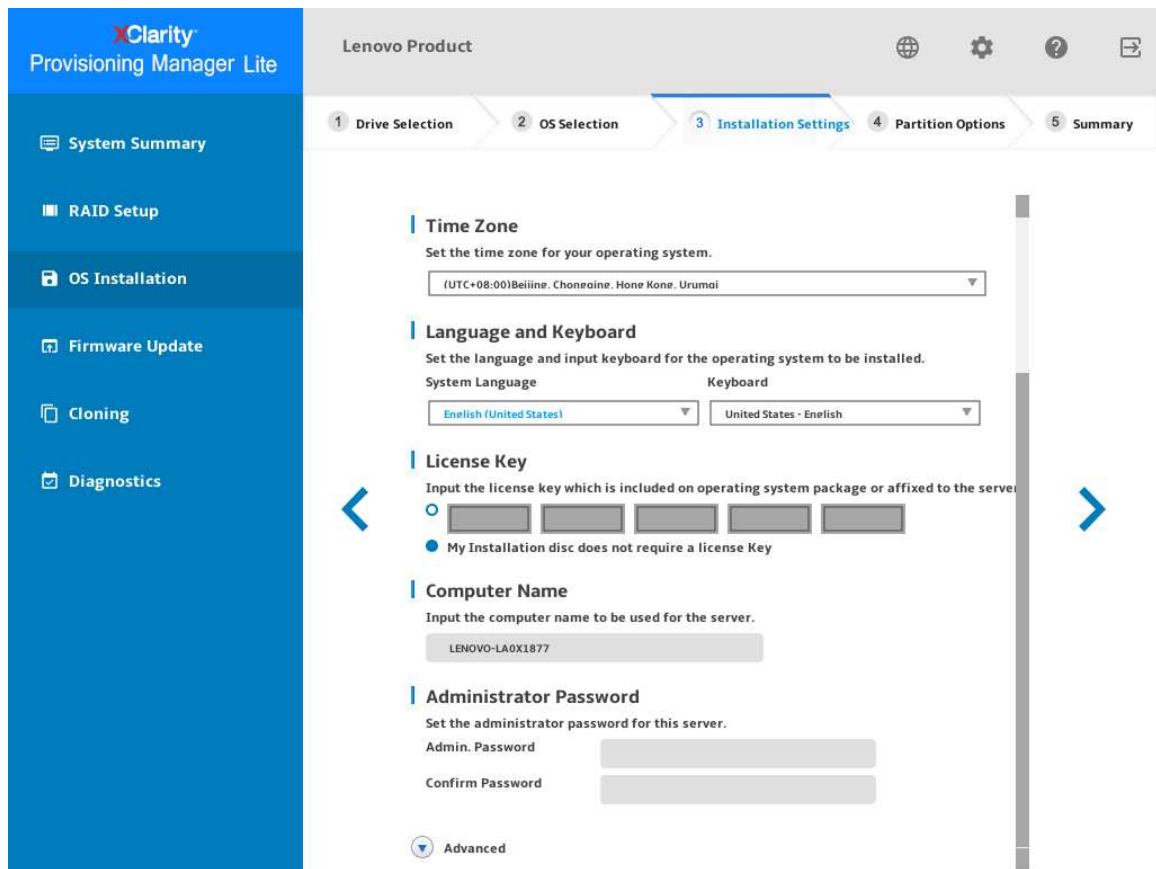 XClarity
Provisioning Manager Lite
Lenovo Product
System Summary
RAID Setup
OS Installation
Firmware Update
Cloning
Diagnostics
1 Drive Selection
2 OS Selection
3 Installation Settings
4 Partition Options
5 Summary
Time Zone
Set the time zone for your operating system.
(UTC+08:00)Beijing, Chongqing, Hong Kong, Urumqi
Language and Keyboard
Set the language and input keyboard for the operating system to be installed.
System Language Keyboard
English (United States) United States - English
License Key
Input the license key which is included on operating system package or affixed to the server
My Installation disc does not require a license Key
Computer Name
Input the computer name to be used for the server.
LENOVO-LA0X1877
Administrator Password
Set the administrator password for this server.
Admin. Password
Confirm Password
Advanced